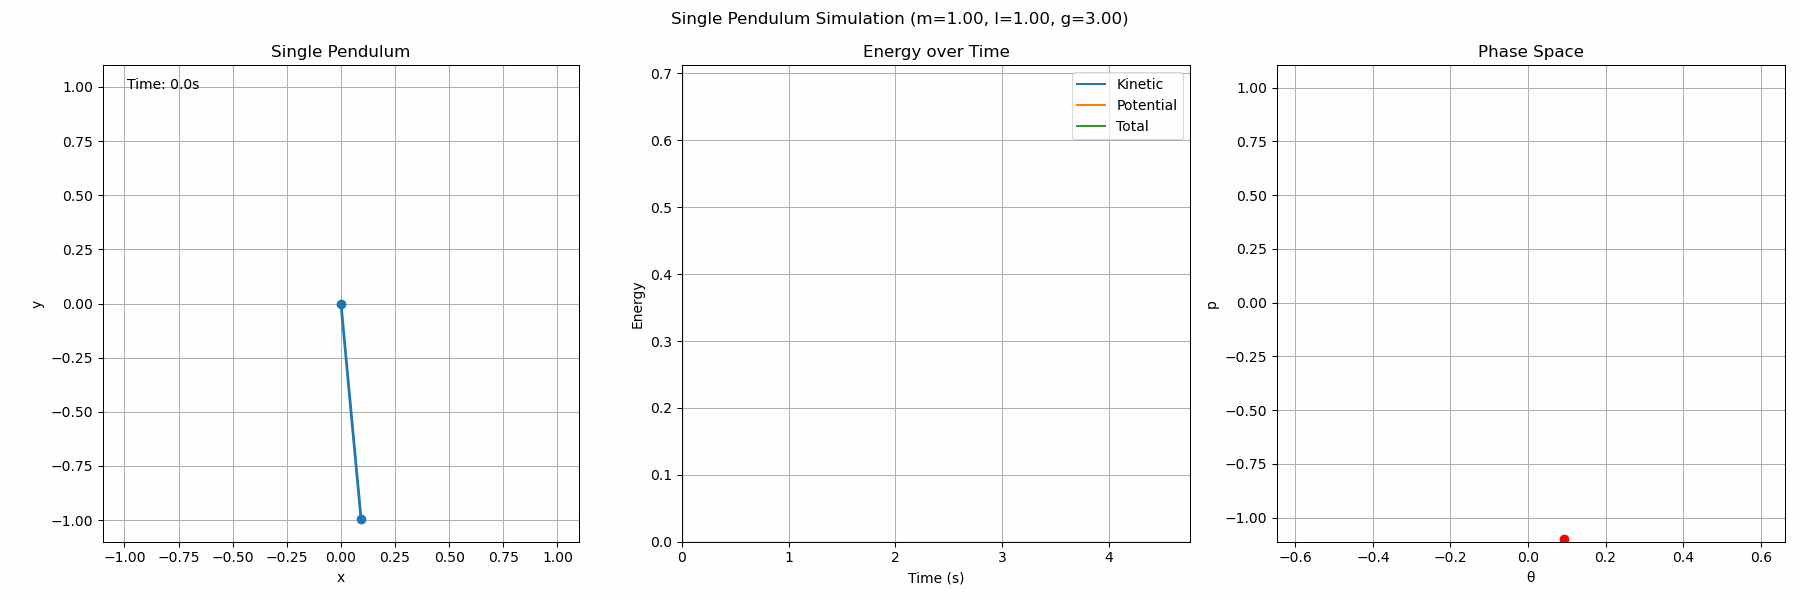 Single Pendulum Simulation (m=1.00, l=1.00, g=3.00)
Single Pendulum
Time: 0.0s
1.00
0.75
0.50
0.25
0.00
−0.25
−0.50
−0.75
−1.00
y
−1.00 −0.75 −0.50 −0.25 0.00 0.25 0.50 0.75 1.00
x
Energy over Time
Kinetic
Potential
Total
0.7
0.6
0.5
0.4
0.3
0.2
0.1
0.0
Energy
0 1 2 3 4
Time (s)
Phase Space
1.00
0.75
0.50
0.25
0.00
−0.25
−0.50
−0.75
−1.00
p
−0.6 −0.4 −0.2 0.0 0.2 0.4 0.6
θ